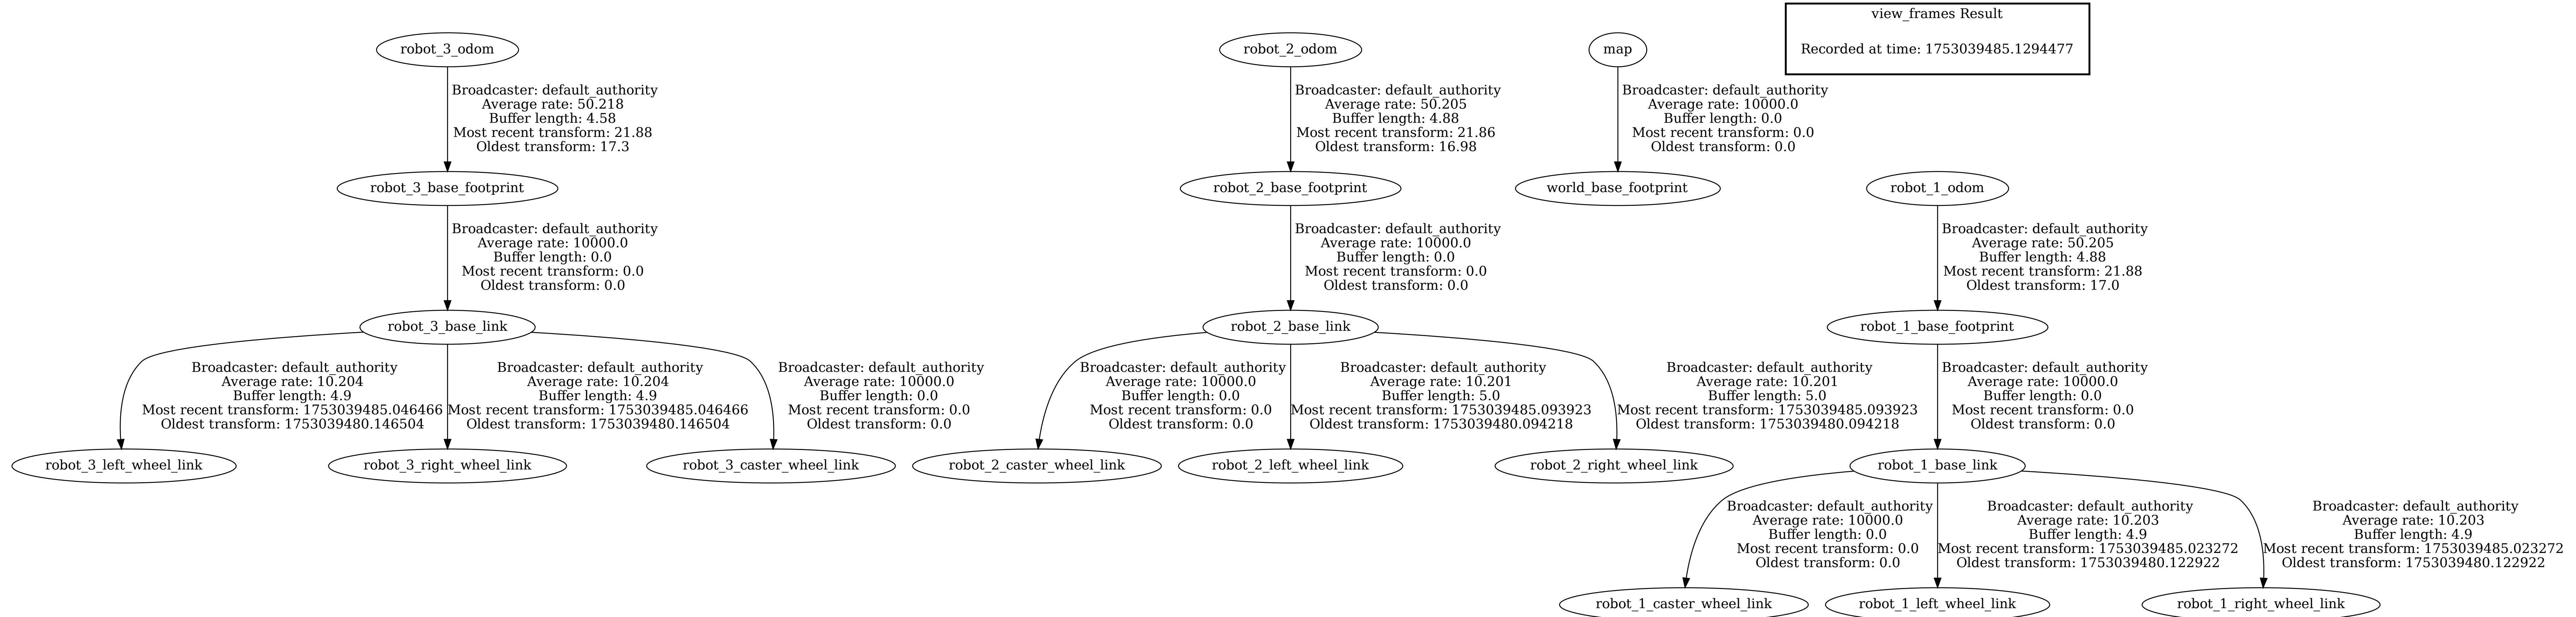 view_frames Result
Recorded at time: 1753039485.1294477
robot_3_odom
robot_2_odom
map
Broadcaster: default_authority
Average rate: 50.218
Buffer length: 4.58
Most recent transform: 21.88
Oldest transform: 17.3
Broadcaster: default_authority
Average rate: 50.205
Buffer length: 4.88
Most recent transform: 21.86
Oldest transform: 16.98
Broadcaster: default_authority
Average rate: 10000.0
Buffer length: 0.0
Most recent transform: 0.0
Oldest transform: 0.0
robot_3_base_footprint
robot_2_base_footprint
world_base_footprint
robot_1_odom
Broadcaster: default_authority
Average rate: 10000.0
Buffer length: 0.0
Most recent transform: 0.0
Oldest transform: 0.0
Broadcaster: default_authority
Average rate: 10000.0
Buffer length: 0.0
Most recent transform: 0.0
Oldest transform: 0.0
Broadcaster: default_authority
Average rate: 50.205
Buffer length: 4.88
Most recent transform: 21.88
Oldest transform: 17.0
robot_3_base_link
robot_2_base_link
robot_1_base_footprint
Broadcaster: default_authority
Average rate: 10.204
Buffer length: 4.9
Most recent transform: 1753039485.046466
Oldest transform: 1753039480.146504
Broadcaster: default_authority
Average rate: 10.204
Buffer length: 4.9
Most recent transform: 1753039485.046466
Oldest transform: 1753039480.146504
Broadcaster: default_authority
Average rate: 10000.0
Buffer length: 0.0
Most recent transform: 0.0
Oldest transform: 0.0
Broadcaster: default_authority
Average rate: 10000.0
Buffer length: 0.0
Most recent transform: 0.0
Oldest transform: 0.0
Broadcaster: default_authority
Average rate: 10.201
Buffer length: 5.0
Most recent transform: 1753039485.093923
Oldest transform: 1753039480.094218
Broadcaster: default_authority
Average rate: 10.201
Buffer length: 5.0
Most recent transform: 1753039485.093923
Oldest transform: 1753039480.094218
Broadcaster: default_authority
Average rate: 10000.0
Buffer length: 0.0
Most recent transform: 0.0
Oldest transform: 0.0
robot_3_left_wheel_link
robot_3_right_wheel_link
robot_3_caster_wheel_link
robot_2_caster_wheel_link
robot_2_left_wheel_link
robot_2_right_wheel_link
robot_1_base_link
Broadcaster: default_authority
Average rate: 10000.0
Buffer length: 0.0
Most recent transform: 0.0
Oldest transform: 0.0
Broadcaster: default_authority
Average rate: 10.203
Buffer length: 4.9
Most recent transform: 1753039485.023272
Oldest transform: 1753039480.122922
Broadcaster: default_authority
Average rate: 10.203
Buffer length: 4.9
Most recent transform: 1753039485.023272
Oldest transform: 1753039480.122922
robot_1_caster_wheel_link
robot_1_left_wheel_link
robot_1_right_wheel_link